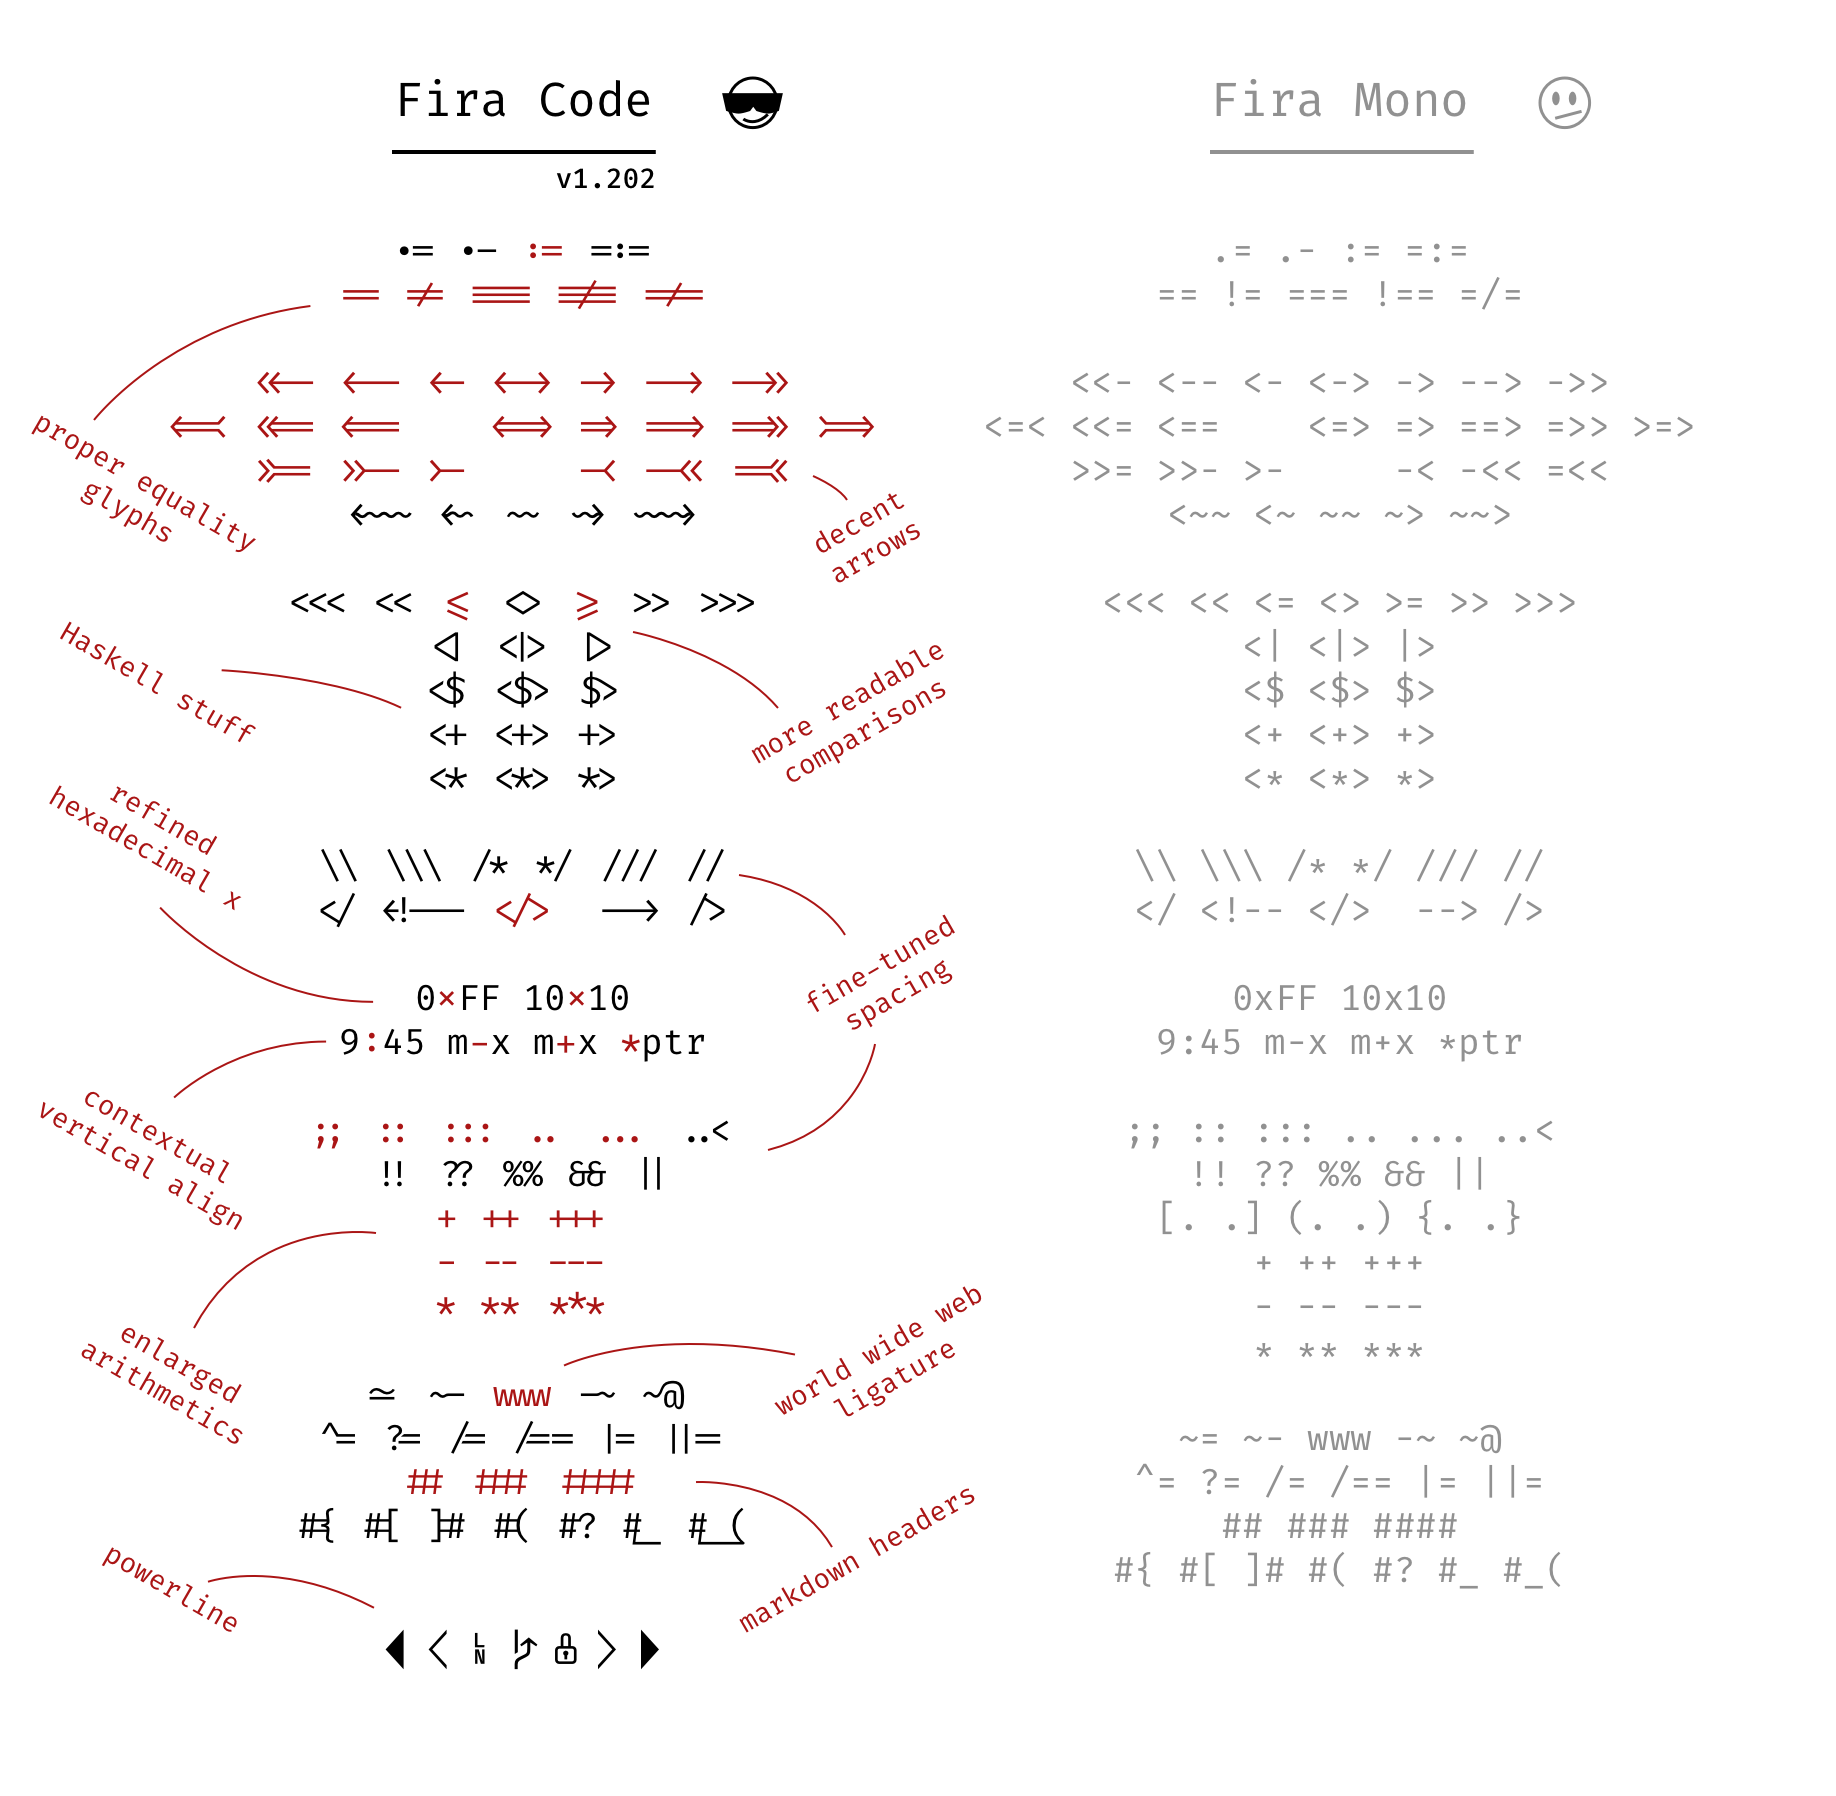 Fira Code
v1.202
.= .- := =:=
== != === !== =/=
<<- <-- <- <-> -> --> ->>
<=< <<= <== <=> => ==> =>> >=>
>>= >>- >- -< -<< =<<
<~~ <~ ~~ ~> ~~>
<<< << <= <> >= >> >>>
<| <|> |>
<$ <$> $>
<+ <+> +>
<* <*> *>
\\ \\\ /* */ /// //
</ <!-- </> --> />
0xFF 10x10
9:45 m-x m+x *ptr
;; :: ::: .. ... ..<
!! ?? %% && ||
+ ++ +++
- -- ---
* ** ***
~= ~- www -~ ~@
^= ?= /= /== |= ||=
## ### ####
#{ #[ ]# #( #? #_ #_(
LN
proper equality
glyphs
decent
arrows
Haskell stuff
more readable
comparisons
refined
hexadecimal x
fine-tuned
spacing
contextual
vertical align
enlarged
arithmetics
world wide web
ligature
markdown headers
powerline
Fira Mono
.= .- := =:=
== != === !== =/=
<<- <-- <- <-> -> --> ->>
<=< <<= <== <=> => ==> =>> >=>
>>= >>- >- -< -<< =<<
<~~ <~ ~~ ~> ~~>
<<< << <= <> >= >> >>>
<| <|> |>
<$ <$> $>
<+ <+> +>
<* <*> *>
\\ \\\ /* */ /// //
</ <!-- </> --> />
0xFF 10x10
9:45 m-x m+x *ptr
;; :: ::: .. ... ..<
!! ?? %% && ||
[. .] (. .) {. .}
+ ++ +++
- -- ---
* ** ***
~= ~- www -~ ~@
^= ?= /= /== |= ||=
## ### ####
#{ #[ ]# #( #? #_ #_(